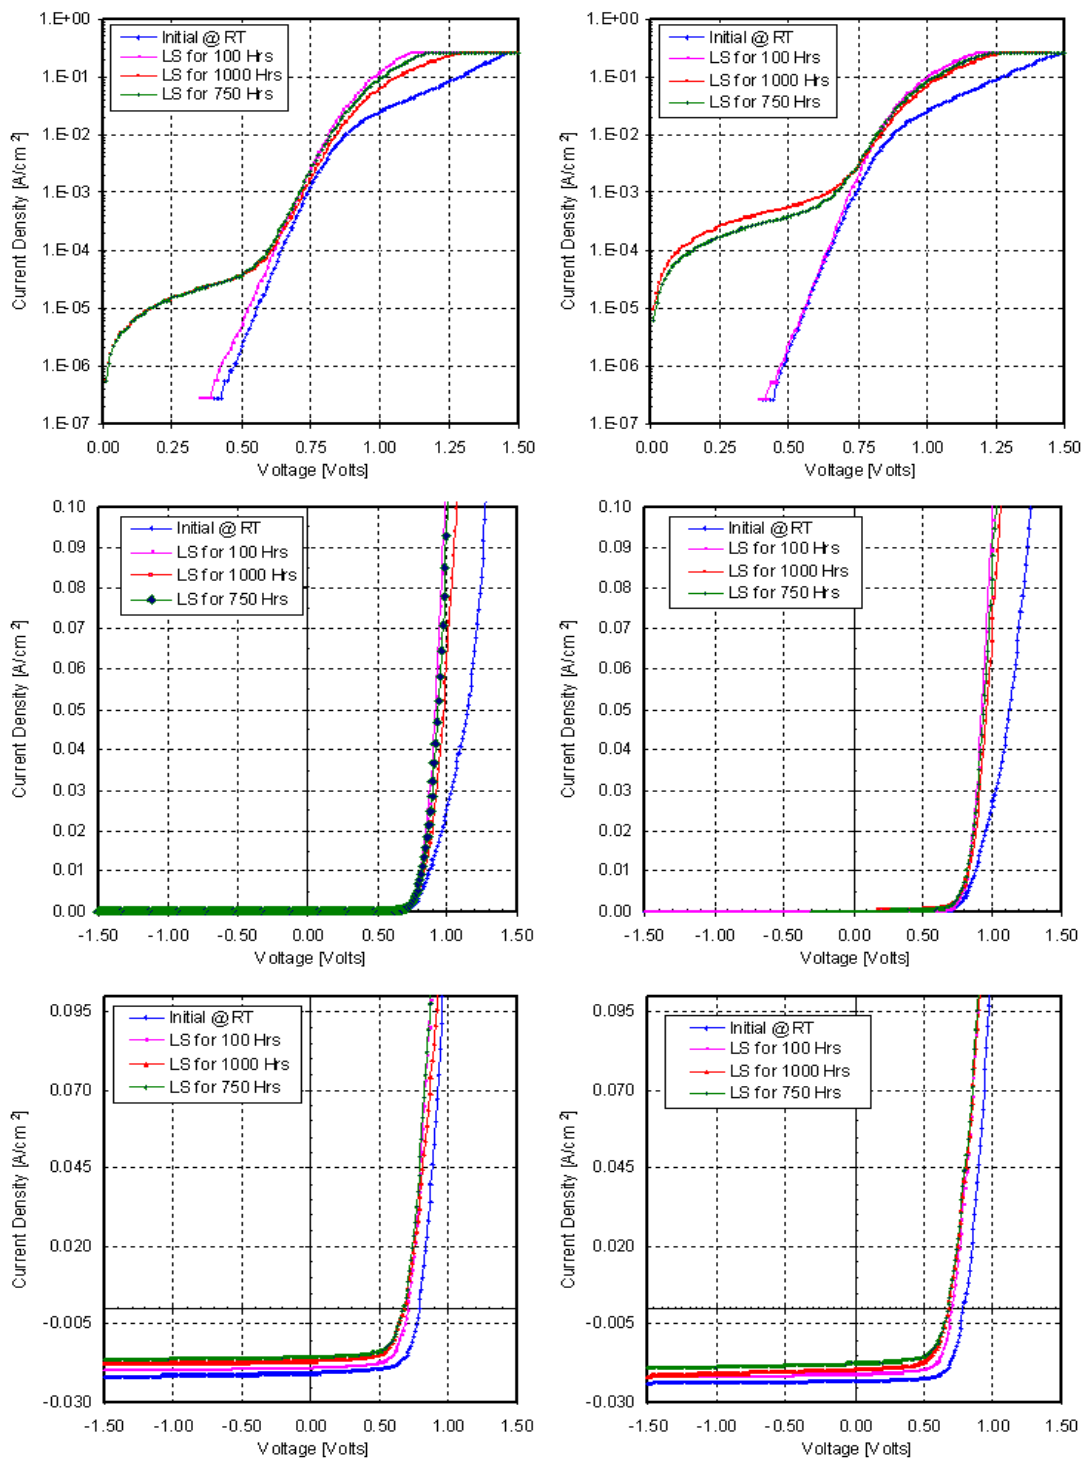 1.E+00
1.E-01
1.E-02
1.E-03
1.E-04
1.E-05
1.E-06
1.E-07
Current Density [A/cm 2]
Initial @ RT
LS for 100 Hrs
LS for 1000 Hrs
LS for 750 Hrs
0.00 0.25 0.50 0.75 1.00 1.25 1.50
Voltage [Volts]
1.E+00
1.E-01
1.E-02
1.E-03
1.E-04
1.E-05
1.E-06
1.E-07
Current Density [A/cm 2]
Initial @ RT
LS for 100 Hrs
LS for 1000 Hrs
LS for 750 Hrs
0.00 0.25 0.50 0.75 1.00 1.25 1.50
Voltage [Volts]
0.10
0.09
0.08
0.07
0.06
0.05
0.04
0.03
0.02
0.01
0.00
Current Density [A/cm 2]
Initial @ RT
LS for 100 Hrs
LS for 1000 Hrs
LS for 750 Hrs
-1.50 -1.00 -0.50 0.00 0.50 1.00 1.50
Voltage [Volts]
0.10
0.09
0.08
0.07
0.06
0.05
0.04
0.03
0.02
0.01
0.00
Current Density [A/cm 2]
Initial @ RT
LS for 100 Hrs
LS for 1000 Hrs
LS for 750 Hrs
-1.50 -1.00 -0.50 0.00 0.50 1.00 1.50
Voltage [Volts]
0.095
0.070
0.045
0.020
-0.005
-0.030
Current Density [A/cm 2]
Initial @ RT
LS for 100 Hrs
LS for 1000 Hrs
LS for 750 Hrs
-1.50 -1.00 -0.50 0.00 0.50 1.00 1.50
Voltage [Volts]
0.095
0.070
0.045
0.020
-0.005
-0.030
Current Density [A/cm 2]
Initial @ RT
LS for 100 Hrs
LS for 1000 Hrs
LS for 750 Hrs
-1.50 -1.00 -0.50 0.00 0.50 1.00 1.50
Voltage [Volts]